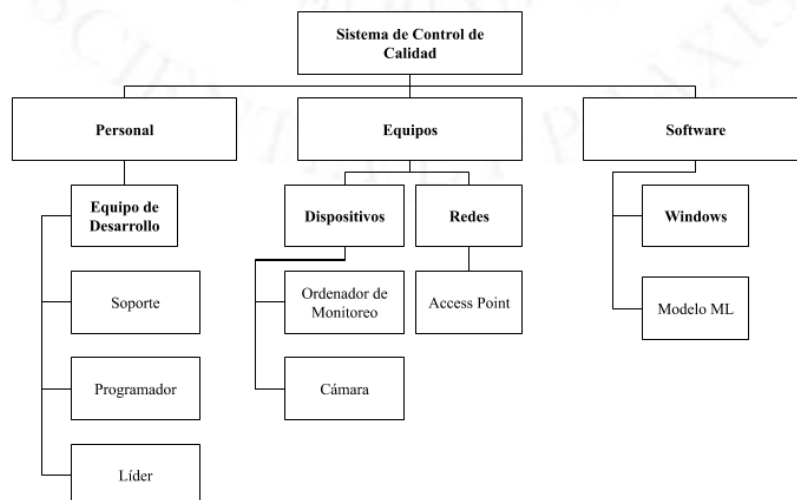 Sistema de Control de
Calidad
Personal
Equipos
Software
Equipo de
Desarrollo
Dispositivos
Redes
Windows
Soporte
Ordenador de
Monitoreo
Access Point
Modelo ML
Programador
Cámara
Líder